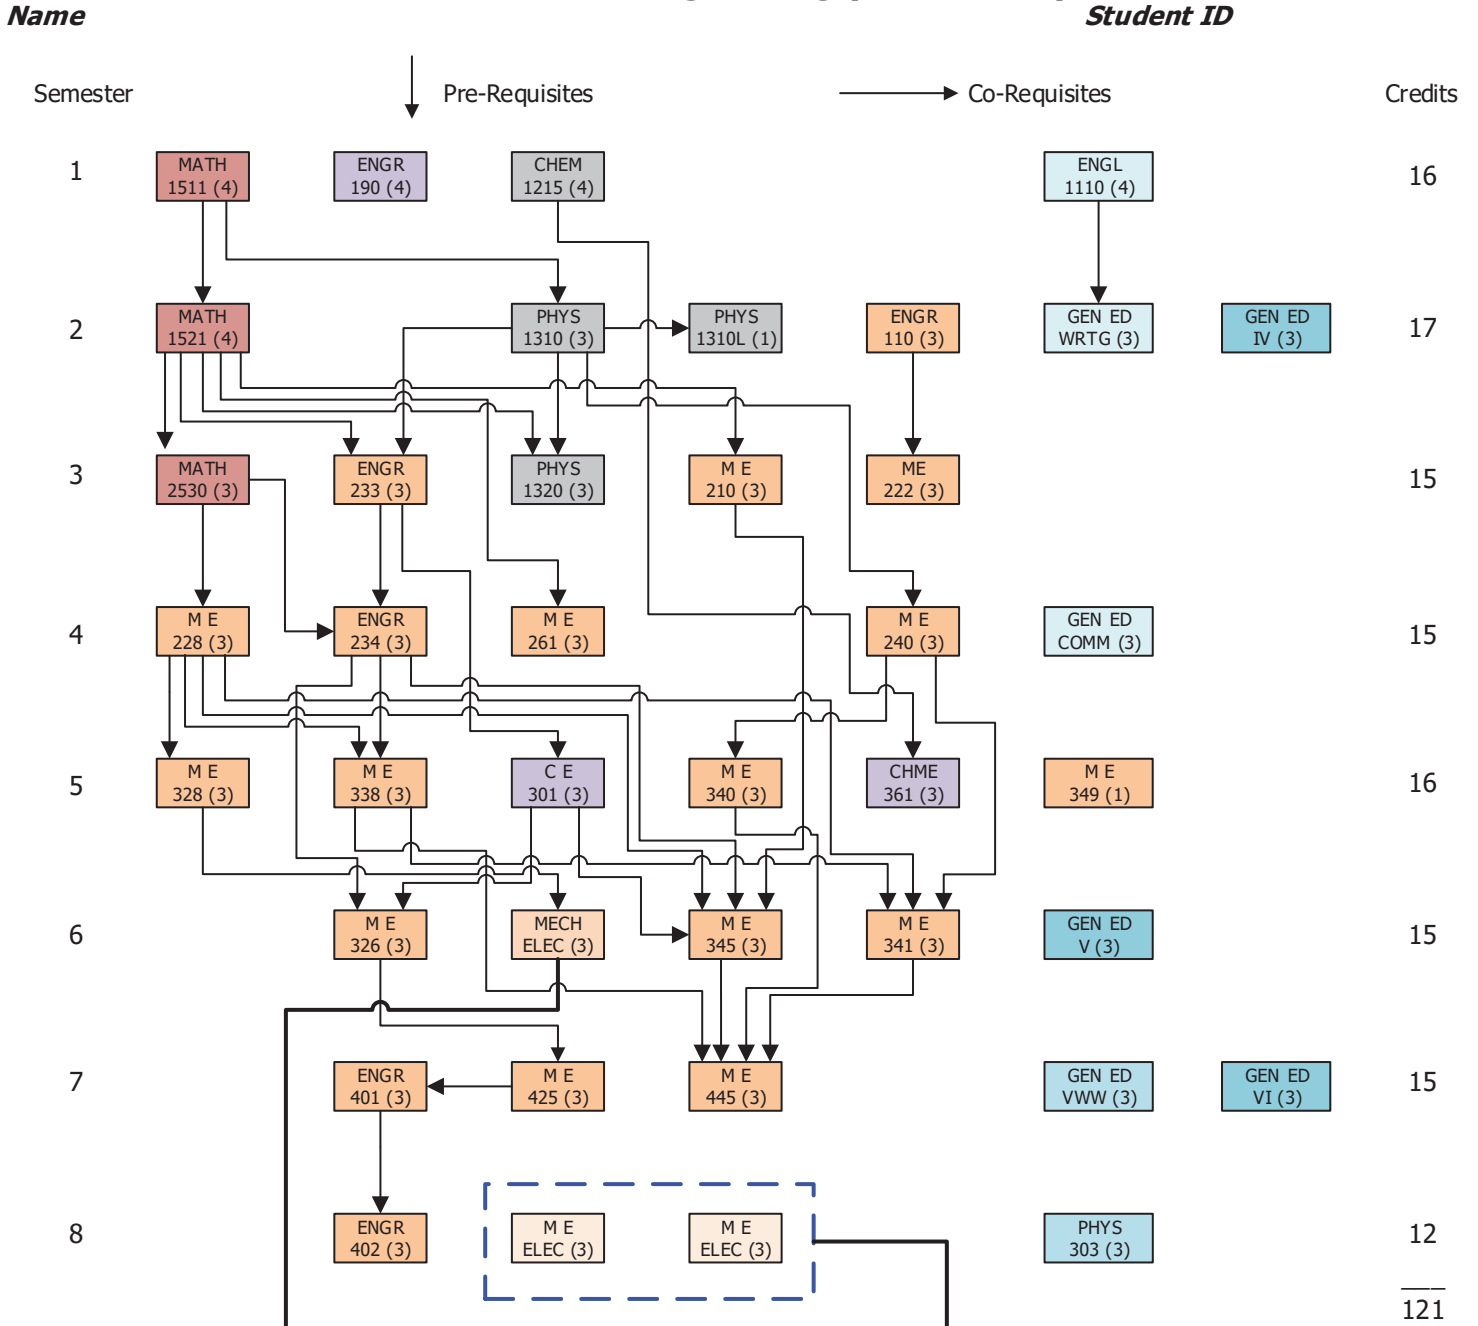 Name
Student ID
Semester
Pre-Requisites
Co-Requisites
Credits
1
MATH
1511 (4)
ENGR
190 (4)
CHEM
1215 (4)
ENGL
1110 (4)
16
2
MATH
1521 (4)
PHYS
1310 (3)
PHYS
1310L (1)
ENGR
110 (3)
GEN ED
WRTG (3)
GEN ED
IV (3)
17
3
MATH
2530 (3)
ENGR
233 (3)
PHYS
1320 (3)
M E
210 (3)
ME
222 (3)
15
4
M E
228 (3)
ENGR
234 (3)
M E
261 (3)
M E
240 (3)
GEN ED
COMM (3)
15
5
M E
328 (3)
M E
338 (3)
C E
301 (3)
M E
340 (3)
CHME
361 (3)
M E
349 (1)
16
6
M E
326 (3)
MECH
ELEC (3)
M E
345 (3)
M E
341 (3)
GEN ED
V (3)
15
7
ENGR
401 (3)
M E
425 (3)
M E
445 (3)
GEN ED
VWW (3)
GEN ED
VI (3)
15
8
ENGR
402 (3)
M E
ELEC (3)
M E
ELEC (3)
PHYS
303 (3)
12
121